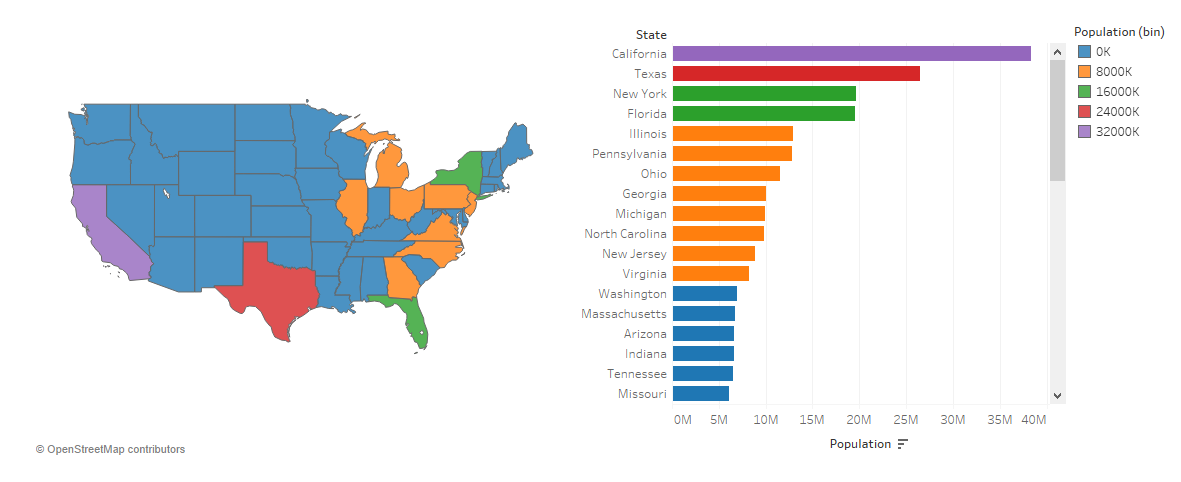 State
California
Texas
New York
Florida
Illinois
Pennsylvania
Ohio
Georgia
Michigan
North Carolina
New Jersey
Virginia
Washington
Massachusetts
Arizona
Indiana
Tennessee
Missouri
0M 5M 10M 15M 20M 25M 30M 35M 40M
Population
Population (bin)
0K
8000K
16000K
24000K
32000K
© OpenStreetMap contributors